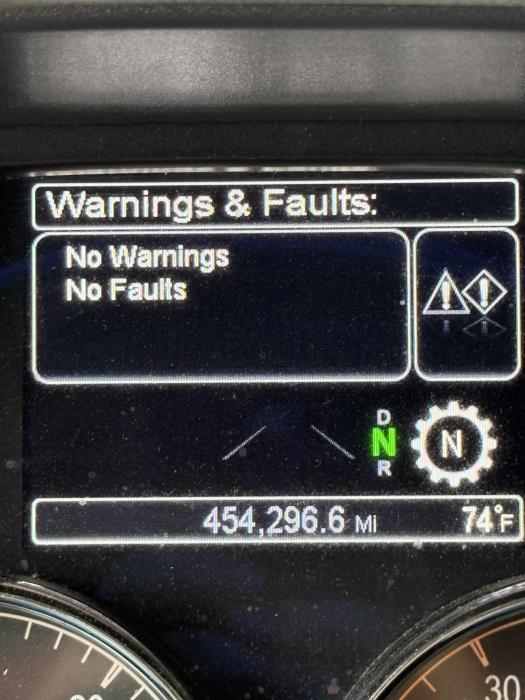 Warnings & Faults:
No Warnings
No Faults
D
N
R
N
454,296.6 Mi
74°F
30